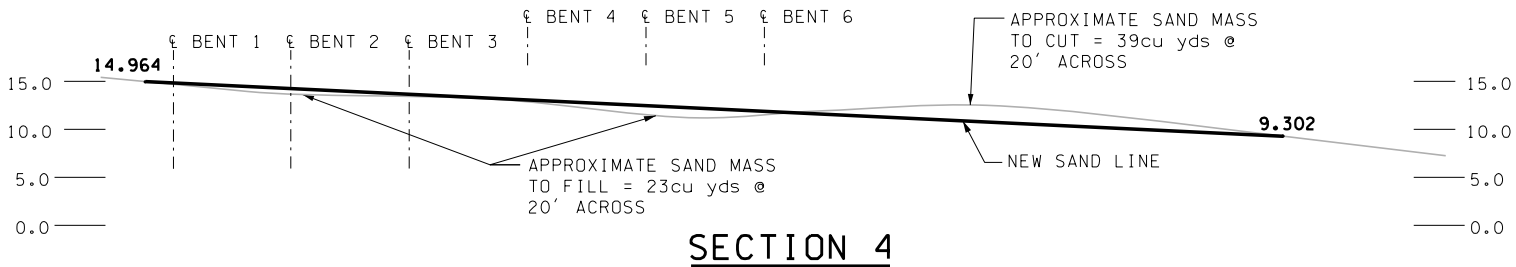 ℄ BENT 4 ℄ BENT 5 ℄ BENT 6
℄ BENT 1 ℄ BENT 2 ℄ BENT 3
APPROXIMATE SAND MASS
TO CUT = 39cu yds @
20' ACROSS
14.964
15.0
15.0
10.0
9.302
10.0
APPROXIMATE SAND MASS
TO FILL = 23cu yds @
20' ACROSS
NEW SAND LINE
5.0
5.0
0.0
0.0
SECTION 4